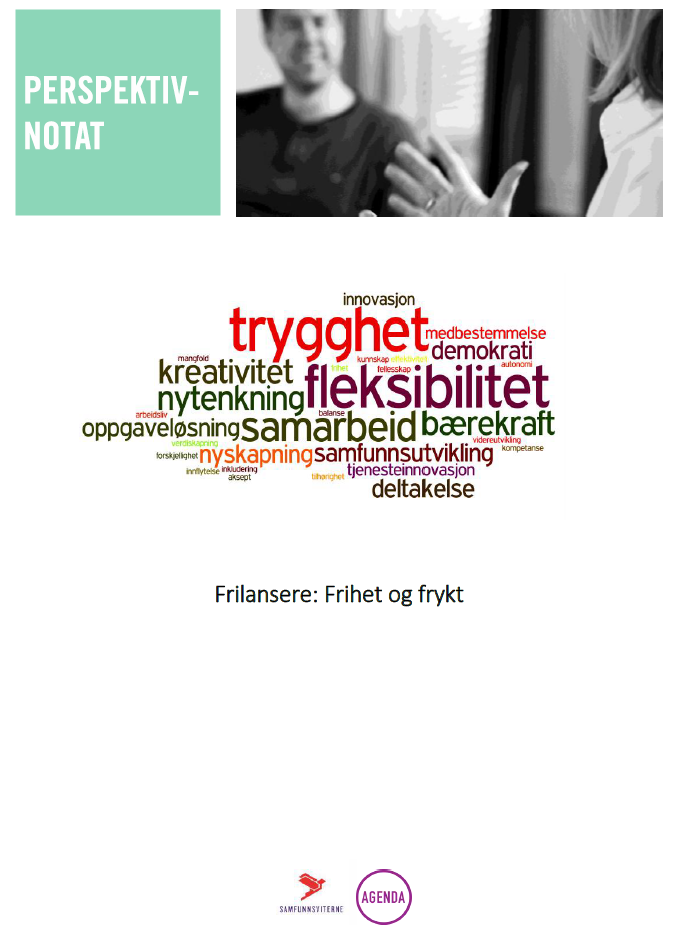 PERSPEKTIV-
NOTAT
innovasjon
trygghet
medbestemmelse
demokrati
mangfold
kunnskap
effektivitet
autonomi
kreativitet
frihet
fellesskap
fleksibilitet
nytenkning
arbeidsliv
balanse
oppgaveløsning
samarbeid
bærekraft
verdiskapning
videreutvikling
kompetanse
forskjellighet
nyskapning
samfunnsutvikling
innflytelse
inkludering
tjenesteinnovasjon
aksept
tilhørighet
deltakelse
Frilansere: Frihet og frykt
SAMFUNNSVITERNE
AGENDA